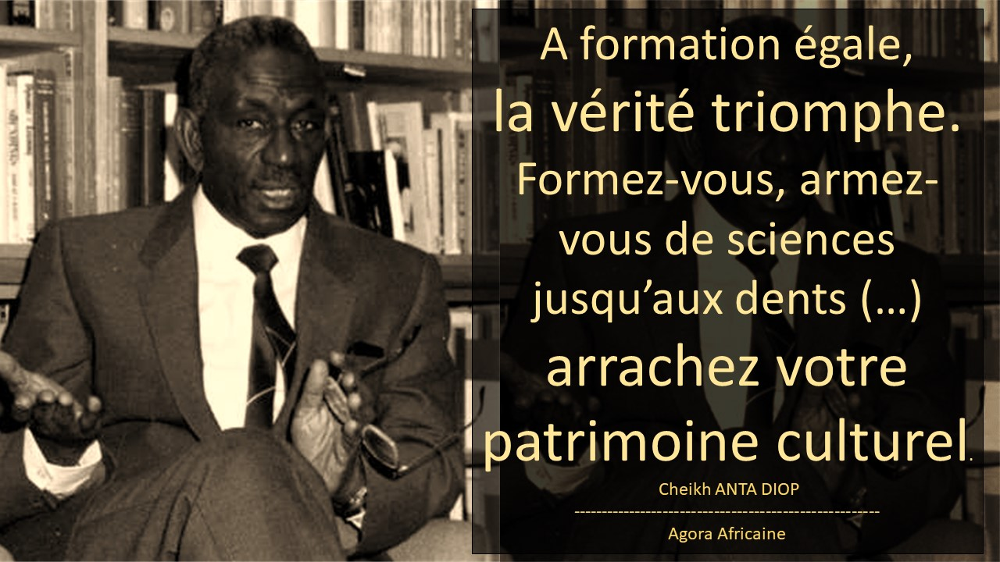 A formation égale,
la vérité triomphe.
Formez-vous, armez-
vous de sciences
jusqu’aux dents (…)
arrachez votre
patrimoine culturel.
Cheikh ANTA DIOP
------------------------------------------------------
Agora Africaine